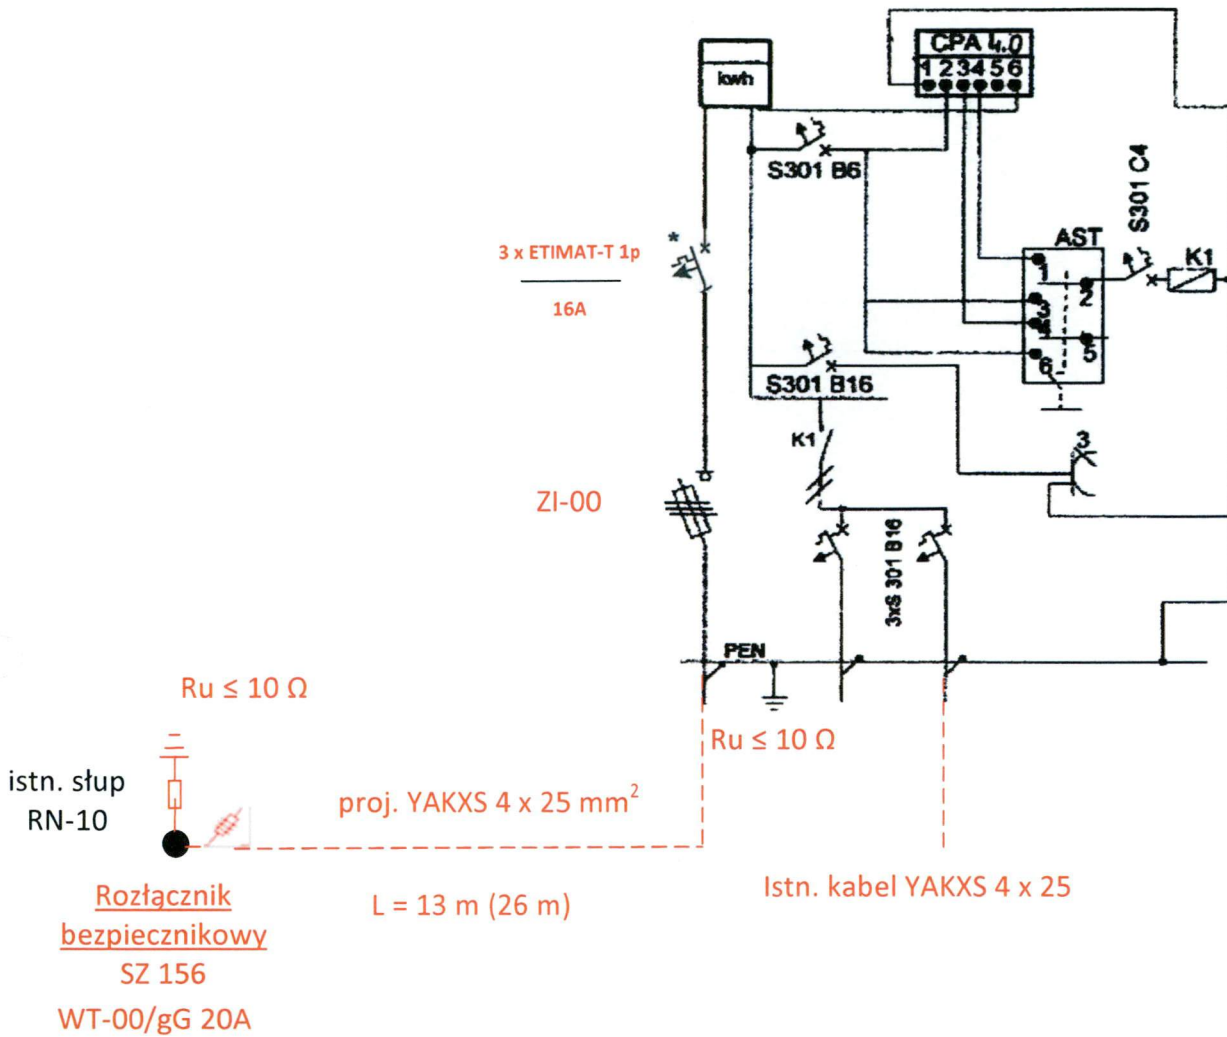 CPA 4.0
1 2 3 4 5 6
kwh
S301 B6
S301 C4
AST
K1
1
2
3
4
5
6
3 x ETIMAT-T 1p
16A
*
S301 B16
K1
3
ZI-00
3xS 301 B16
PEN
Ru ≤ 10 Ω
Ru ≤ 10 Ω
istn. słup
RN-10
proj. YAKXS 4 x 25 mm²
L = 13 m (26 m)
Istn. kabel YAKXS 4 x 25
Rozłącznik
bezpiecznikowy
SZ 156
WT-00/gG 20A